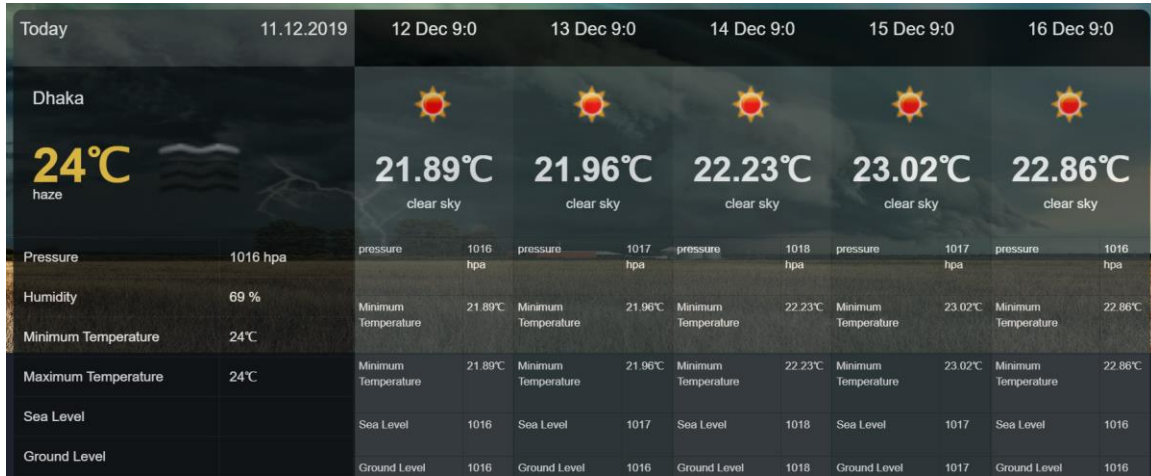 Today 11.12.2019 12 Dec 9:0 13 Dec 9:0 14 Dec 9:0 15 Dec 9:0 16 Dec 9:0
Dhaka
24℃ 21.89℃ 21.96℃ 22.23℃ 23.02℃ 22.86℃
haze clear sky clear sky clear sky clear sky clear sky
Pressure 1016 hpa pressure 1016 pressure 1017 pressure 1018 pressure 1017 pressure 1016
hpa hpa hpa hpa hpa
Humidity 69 % Minimum 21.89℃ Minimum 21.96℃ Minimum 22.23℃ Minimum 23.02℃ Minimum 22.86℃
Temperature Temperature Temperature Temperature Temperature
Minimum Temperature 24℃
Maximum Temperature 24℃ Minimum 21.89℃ Minimum 21.96℃ Minimum 22.23℃ Minimum 23.02℃ Minimum 22.86℃
Temperature Temperature Temperature Temperature Temperature
Sea Level Sea Level 1016 Sea Level 1017 Sea Level 1018 Sea Level 1017 Sea Level 1016
Ground Level Ground Level 1016 Ground Level 1016 Ground Level 1018 Ground Level 1017 Ground Level 1016